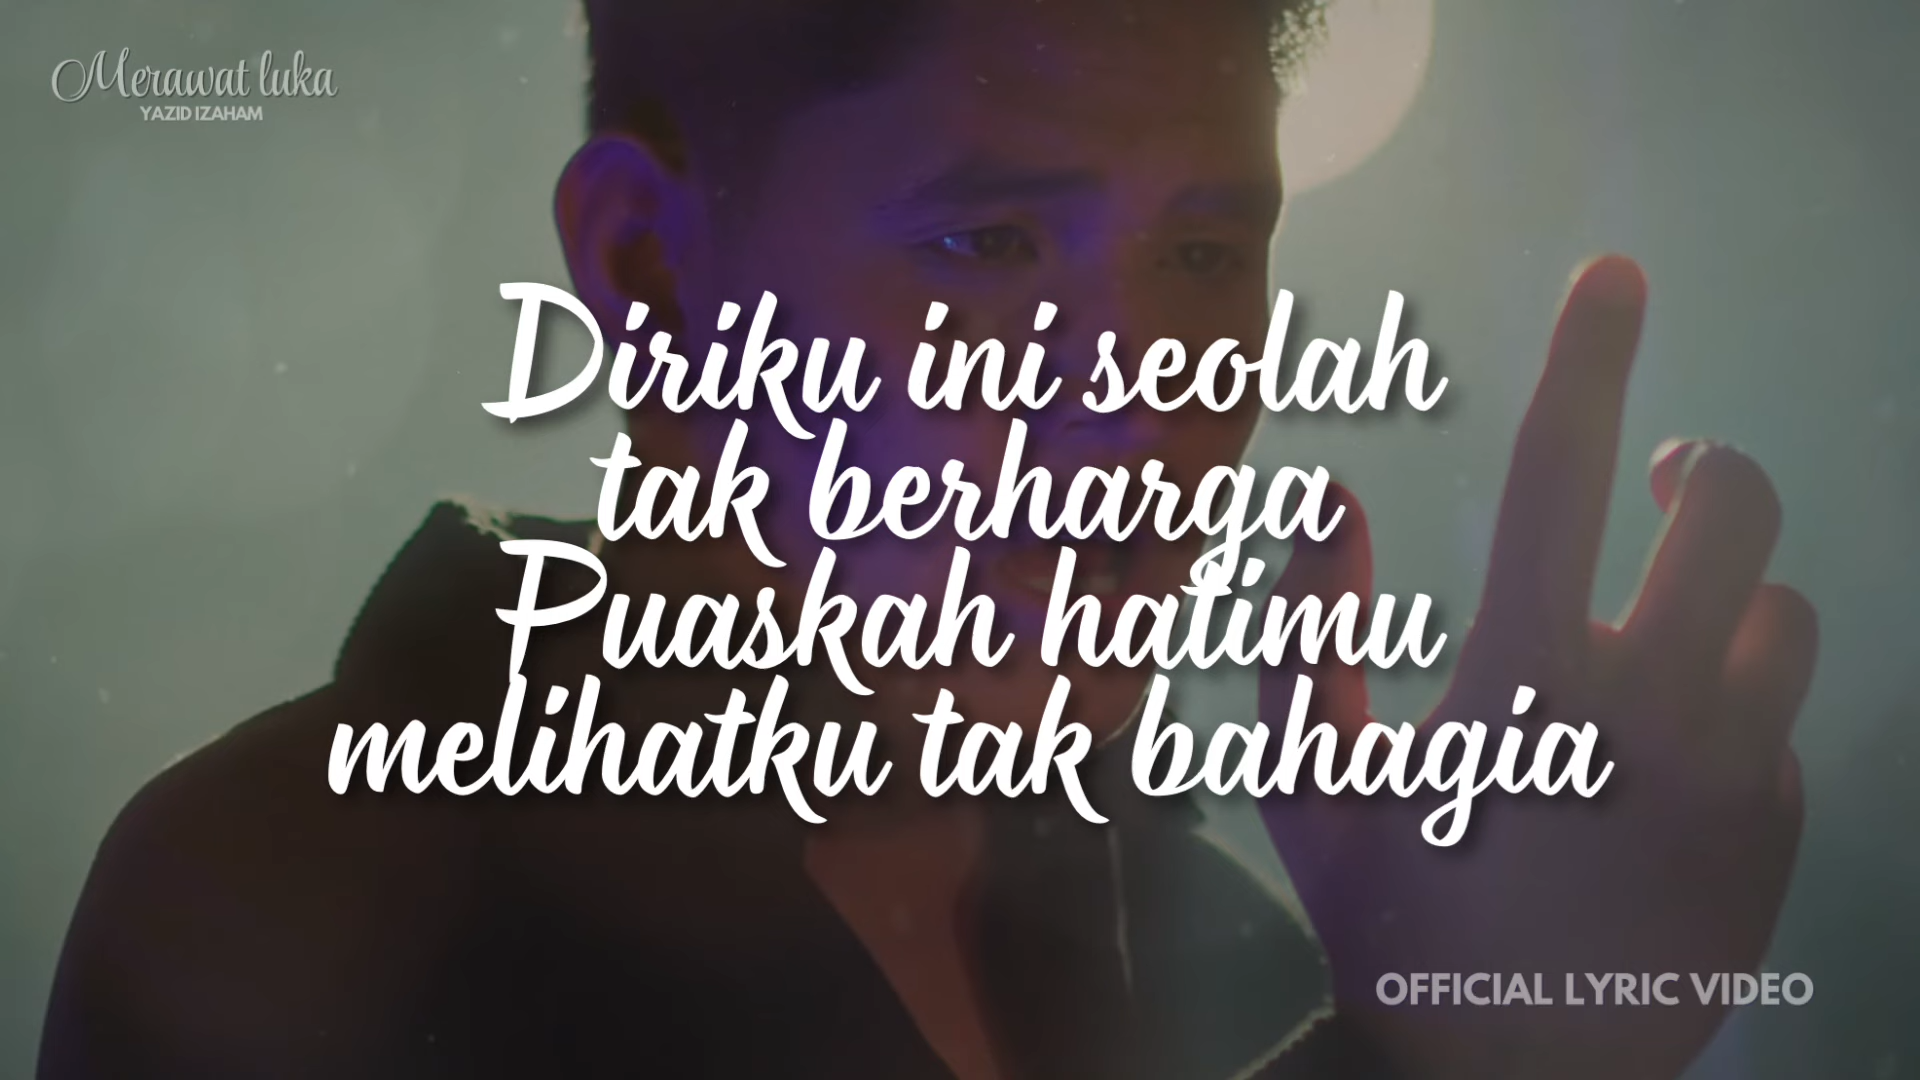 Merawat luka
YAZID IZAHAM
Diriku ini seolah
tak berharga
Puaskah hatimu
melihatku tak bahagia
OFFICIAL LYRIC VIDEO